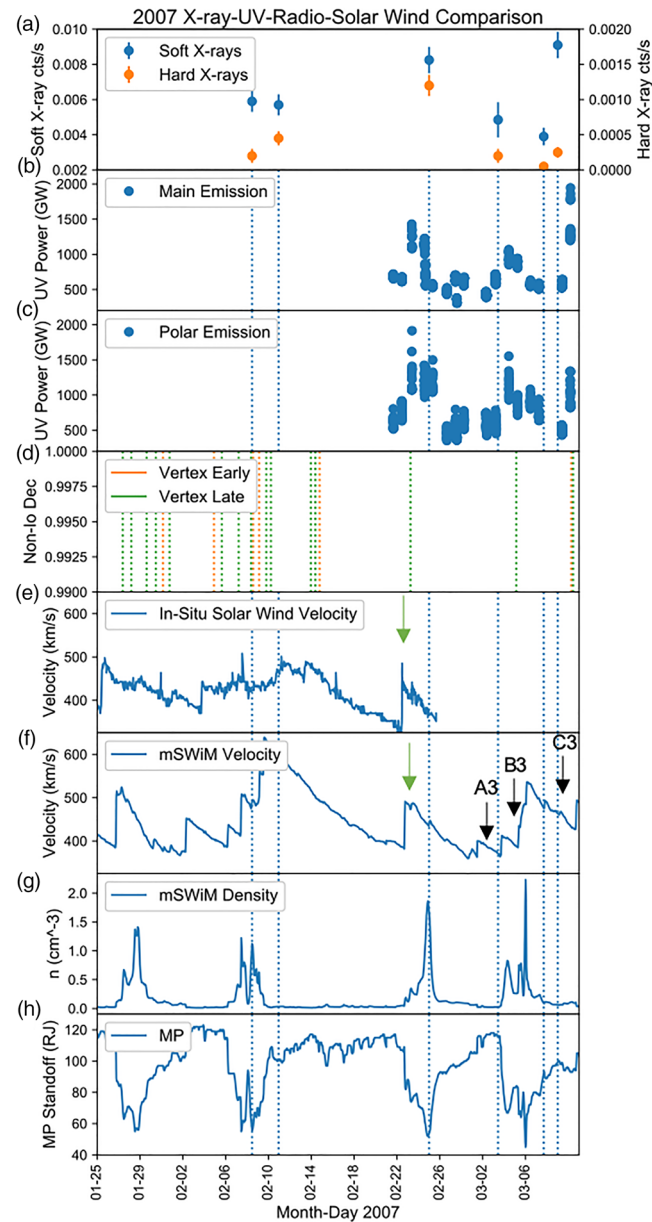 2007 X-ray-UV-Radio-Solar Wind Comparison
(a)
0.010
0.008
0.006
0.004
0.002
Soft X-ray cts/s
Soft X-rays
Hard X-rays
0.0020
0.0015
0.0010
0.0005
0.0000
Hard X-ray cts/s
(b)
2000
1500
1000
500
UV Power (GW)
Main Emission
(c)
2000
1500
1000
500
UV Power (GW)
Polar Emission
(d)
1.0000
0.9975
0.9950
0.9925
0.9900
Non-Io Dec
Vertex Early
Vertex Late
(e)
600
500
400
Velocity (km/s)
In-Situ Solar Wind Velocity
(f)
600
500
400
Velocity (km/s)
mSWiM Velocity
A3
B3
C3
(g)
2.0
1.5
1.0
0.5
0.0
n (cm^-3)
mSWiM Density
(h)
120
100
80
60
40
MP Standoff (RJ)
MP
01-25
01-29
02-02
02-06
02-10
02-14
02-18
02-22
02-26
03-02
03-06
Month-Day 2007